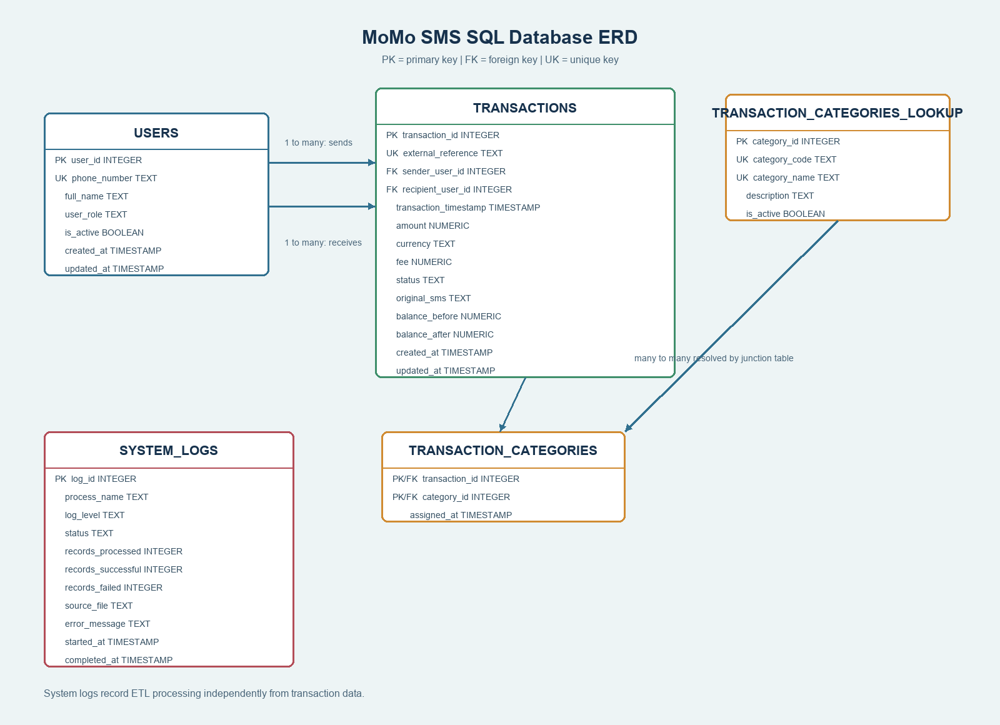 MoMo SMS SQL Database ERD
PK = primary key | FK = foreign key | UK = unique key
USERS
PK user_id INTEGER
UK phone_number TEXT
full_name TEXT
user_role TEXT
is_active BOOLEAN
created_at TIMESTAMP
updated_at TIMESTAMP
1 to many: sends
1 to many: receives
TRANSACTIONS
PK transaction_id INTEGER
UK external_reference TEXT
FK sender_user_id INTEGER
FK recipient_user_id INTEGER
transaction_timestamp TIMESTAMP
amount NUMERIC
currency TEXT
fee NUMERIC
status TEXT
original_sms TEXT
balance_before NUMERIC
balance_after NUMERIC
created_at TIMESTAMP
updated_at TIMESTAMP
TRANSACTION_CATEGORIES_LOOKUP
PK category_id INTEGER
UK category_code TEXT
UK category_name TEXT
description TEXT
is_active BOOLEAN
many to many resolved by junction table
SYSTEM_LOGS
PK log_id INTEGER
process_name TEXT
log_level TEXT
status TEXT
records_processed INTEGER
records_successful INTEGER
records_failed INTEGER
source_file TEXT
error_message TEXT
started_at TIMESTAMP
completed_at TIMESTAMP
TRANSACTION_CATEGORIES
PK/FK transaction_id INTEGER
PK/FK category_id INTEGER
assigned_at TIMESTAMP
System logs record ETL processing independently from transaction data.